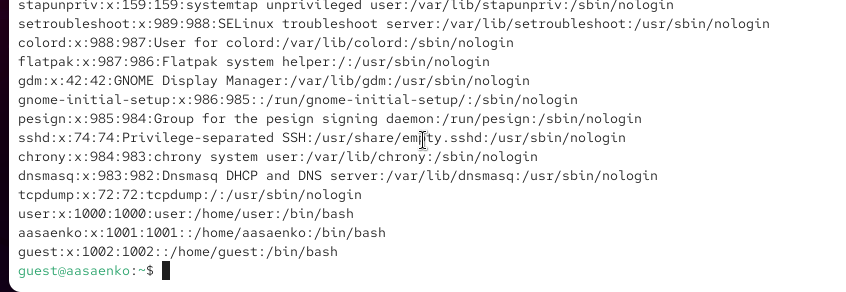 stapunpriv:x:159:159:systemtap unprivileged user:/var/lib/stapunpriv:/sbin/nologin
setroubleshoot:x:989:988:SELinux troubleshoot server:/var/lib/setroubleshoot:/usr/sbin/nologin
colord:x:988:987:User for colord:/var/lib/colord:/sbin/nologin
flatpak:x:987:986:Flatpak system helper:/:/usr/sbin/nologin
gdm:x:42:42:GNOME Display Manager:/var/lib/gdm:/usr/sbin/nologin
gnome-initial-setup:x:986:985::/run/gnome-initial-setup/:/sbin/nologin
pesign:x:985:984:Group for the pesign signing daemon:/run/pesign:/sbin/nologin
sshd:x:74:74:Privilege-separated SSH:/usr/share/empty.sshd:/usr/sbin/nologin
chrony:x:984:983:chrony system user:/var/lib/chrony:/sbin/nologin
dnsmasq:x:983:982:Dnsmasq DHCP and DNS server:/var/lib/dnsmasq:/usr/sbin/nologin
tcpdump:x:72:72:tcpdump:/:/usr/sbin/nologin
user:x:1000:1000:user:/home/user:/bin/bash
aasaenko:x:1001:1001::/home/aasaenko:/bin/bash
guest:x:1002:1002::/home/guest:/bin/bash
guest@aasaenko:~$